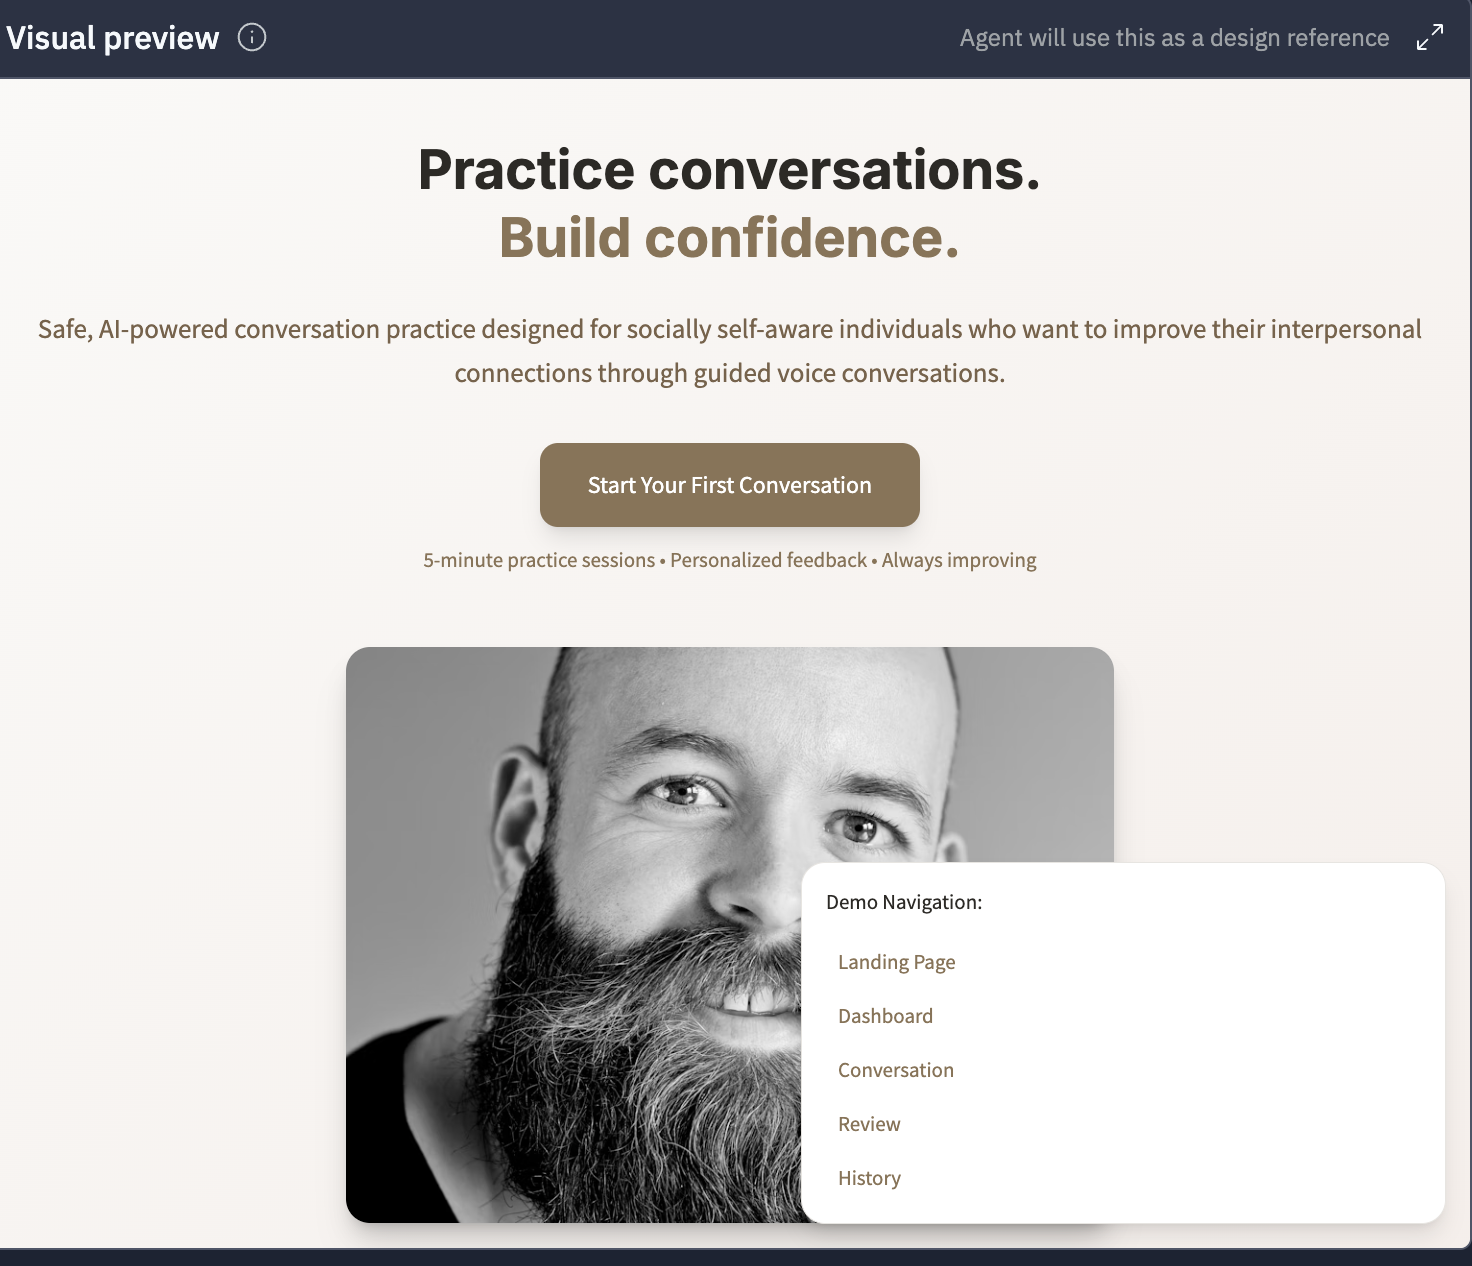 Visual preview
Agent will use this as a design reference
Practice conversations.
Build confidence.
Safe, AI-powered conversation practice designed for socially self-aware individuals who want to improve their interpersonal
connections through guided voice conversations.
Start Your First Conversation
5-minute practice sessions • Personalized feedback • Always improving
Demo Navigation:
Landing Page
Dashboard
Conversation
Review
History